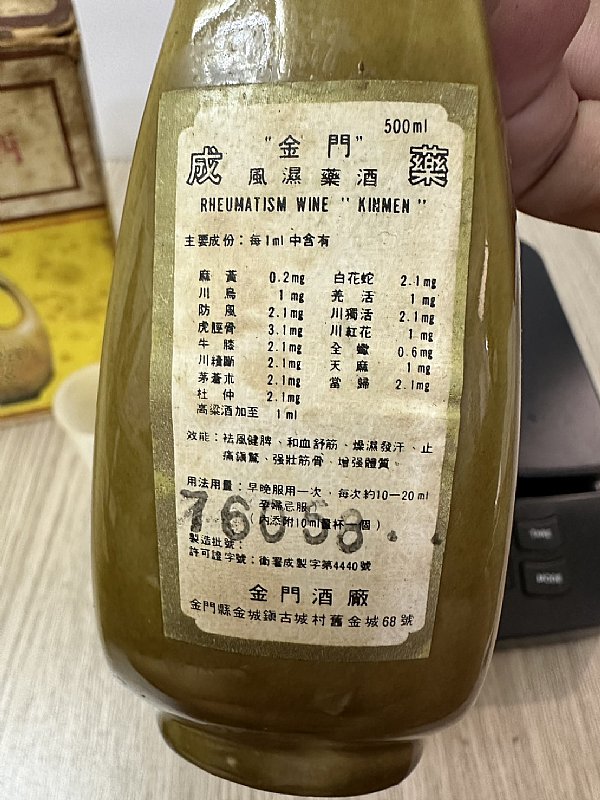 500ml
"金門"
成 風濕藥酒 藥
RHEUMATISM WINE "KINMEN"
主要成份：每1ml中含有
麻黃 0.2mg 白花蛇 2.1mg
川烏 1mg 羌活 1mg
防風 2.1mg 川獨活 2.1mg
虎脛骨 3.1mg 川紅花 1mg
牛膝 2.1mg 全蠍 0.6mg
川續斷 2.1mg 天麻 1mg
茅蒼朮 2.1mg 當歸 2.1mg
杜仲 2.1mg
高粱酒加至 1ml
效能：袪風健脾、和血舒筋、燥濕發汗、止
痛鎮驚、强壯筋骨、增强體質。
用法用量：早晚服用一次，每次約10－20ml
孕婦忌服
(內添附10ml量杯一個)
76058
製造批號：
許可證字號：衛署成製字第4440號
金門酒廠
金門縣金城鎮古城村舊金城68號
TARE
MODE